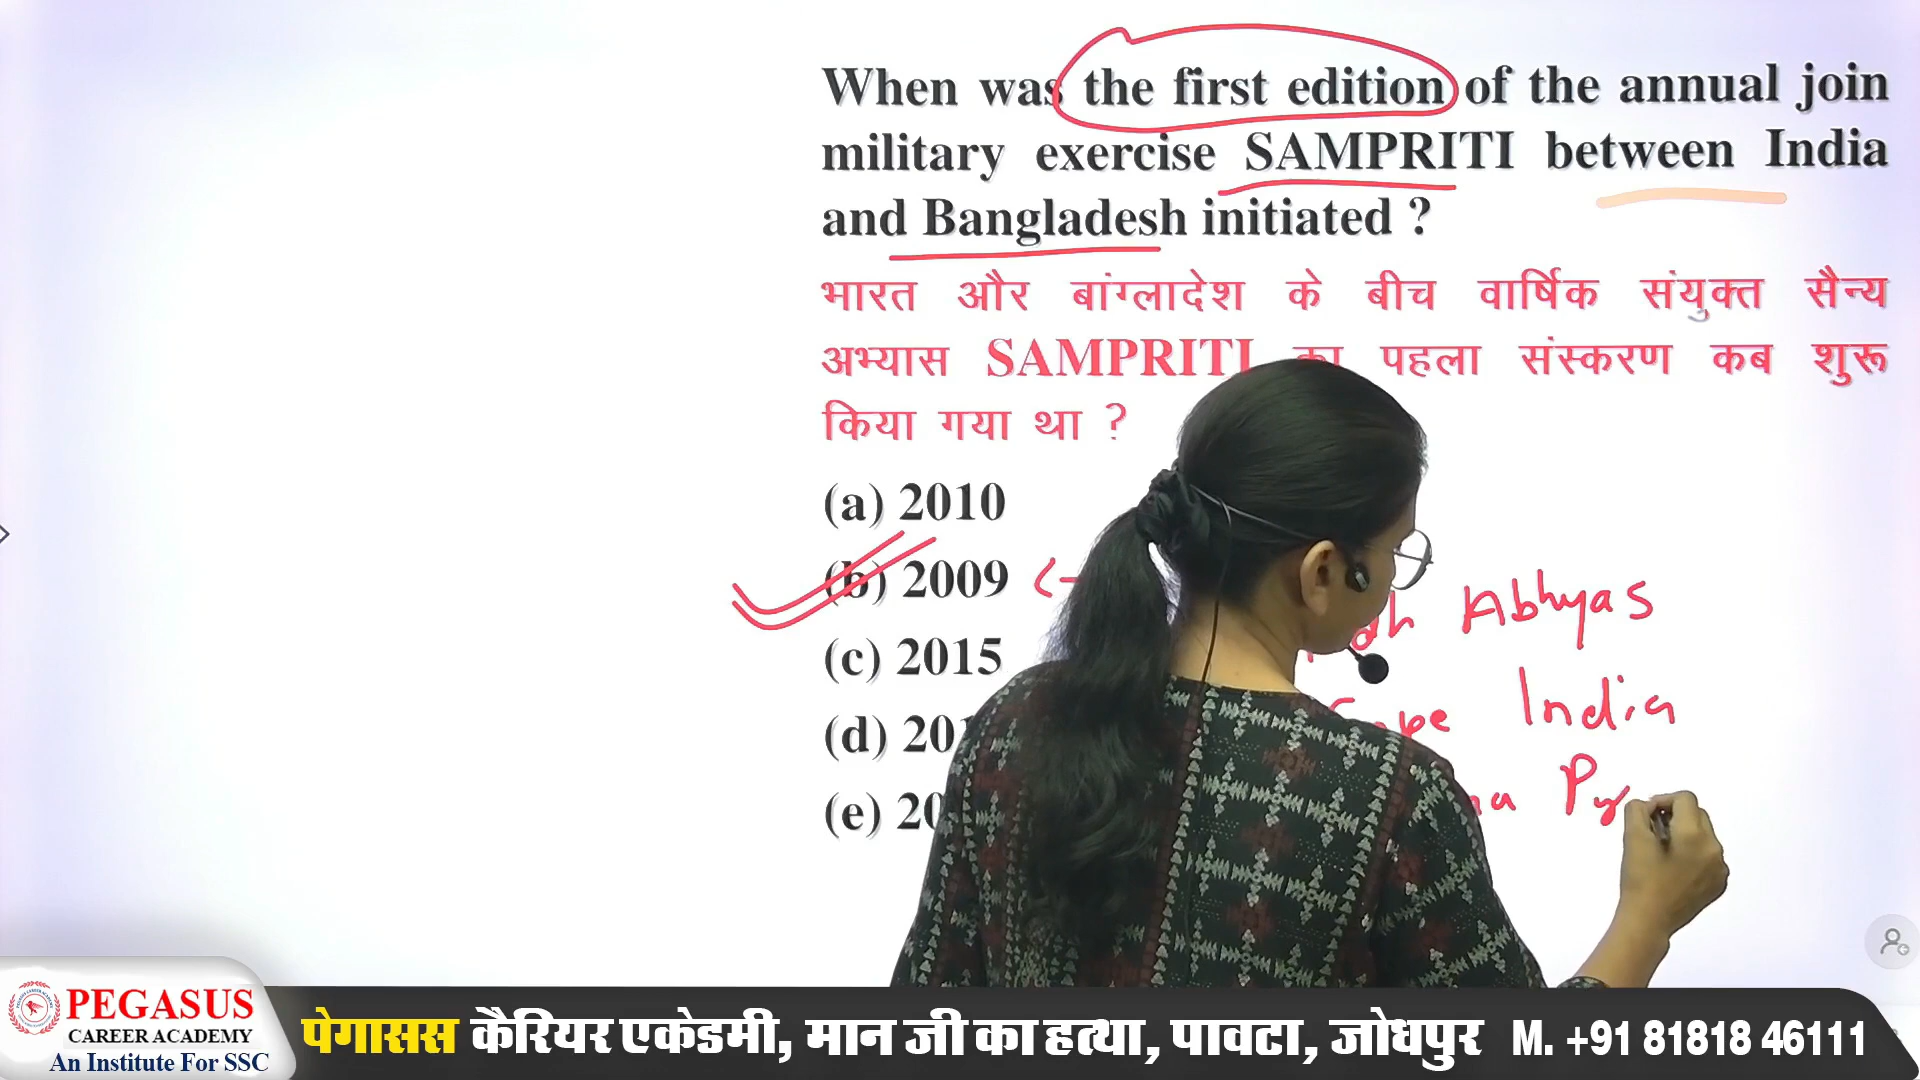 When was the first edition of the annual join
military exercise SAMPRITI between India
and Bangladesh initiated ?
भारत और बांग्लादेश के बीच वार्षिक संयुक्त सैन्य
अभ्यास SAMPRITI का पहला संस्करण कब शुरू
किया गया था ?
(a) 2010
(b) 2009
(c) 2015
(d)
(e)
Abhyas
India
PEGASUS
CAREER ACADEMY
An Institute For SSC
पेगासस कैरियर एकेडमी, मान जी का हत्था, पावटा, जोधपुर M. +91 81818 46111